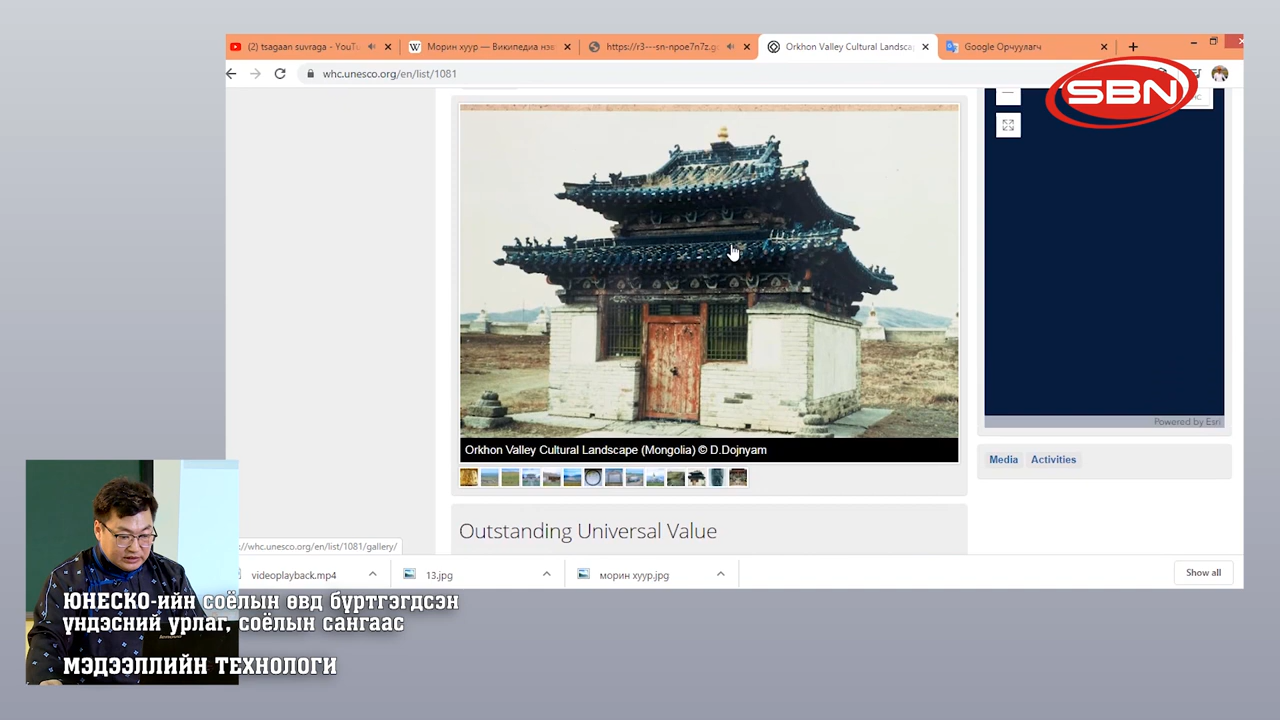 (2) tsagaan suvraga - YouTu
Морин хуур — Википедиа нэв
https://r3---sn-npoe7n7z.g
Orkhon Valley Cultural Landsca
Google Орчуулагч
whc.unesco.org/en/list/1081
SBN
Orkhon Valley Cultural Landscape (Mongolia) © D.Dojnyam
Powered by Esri
Media
Activities
Outstanding Universal Value
://whc.unesco.org/en/list/1081/gallery/
videoplayback.mp4
13.jpg
морин хуур.jpg
Show all
ЮНЕСКО-ийн соёлын өвд бүртгэгдсэн
үндэсний урлаг, соёлын сангаас
МЭДЭЭЛЛИЙН ТЕХНОЛОГИ